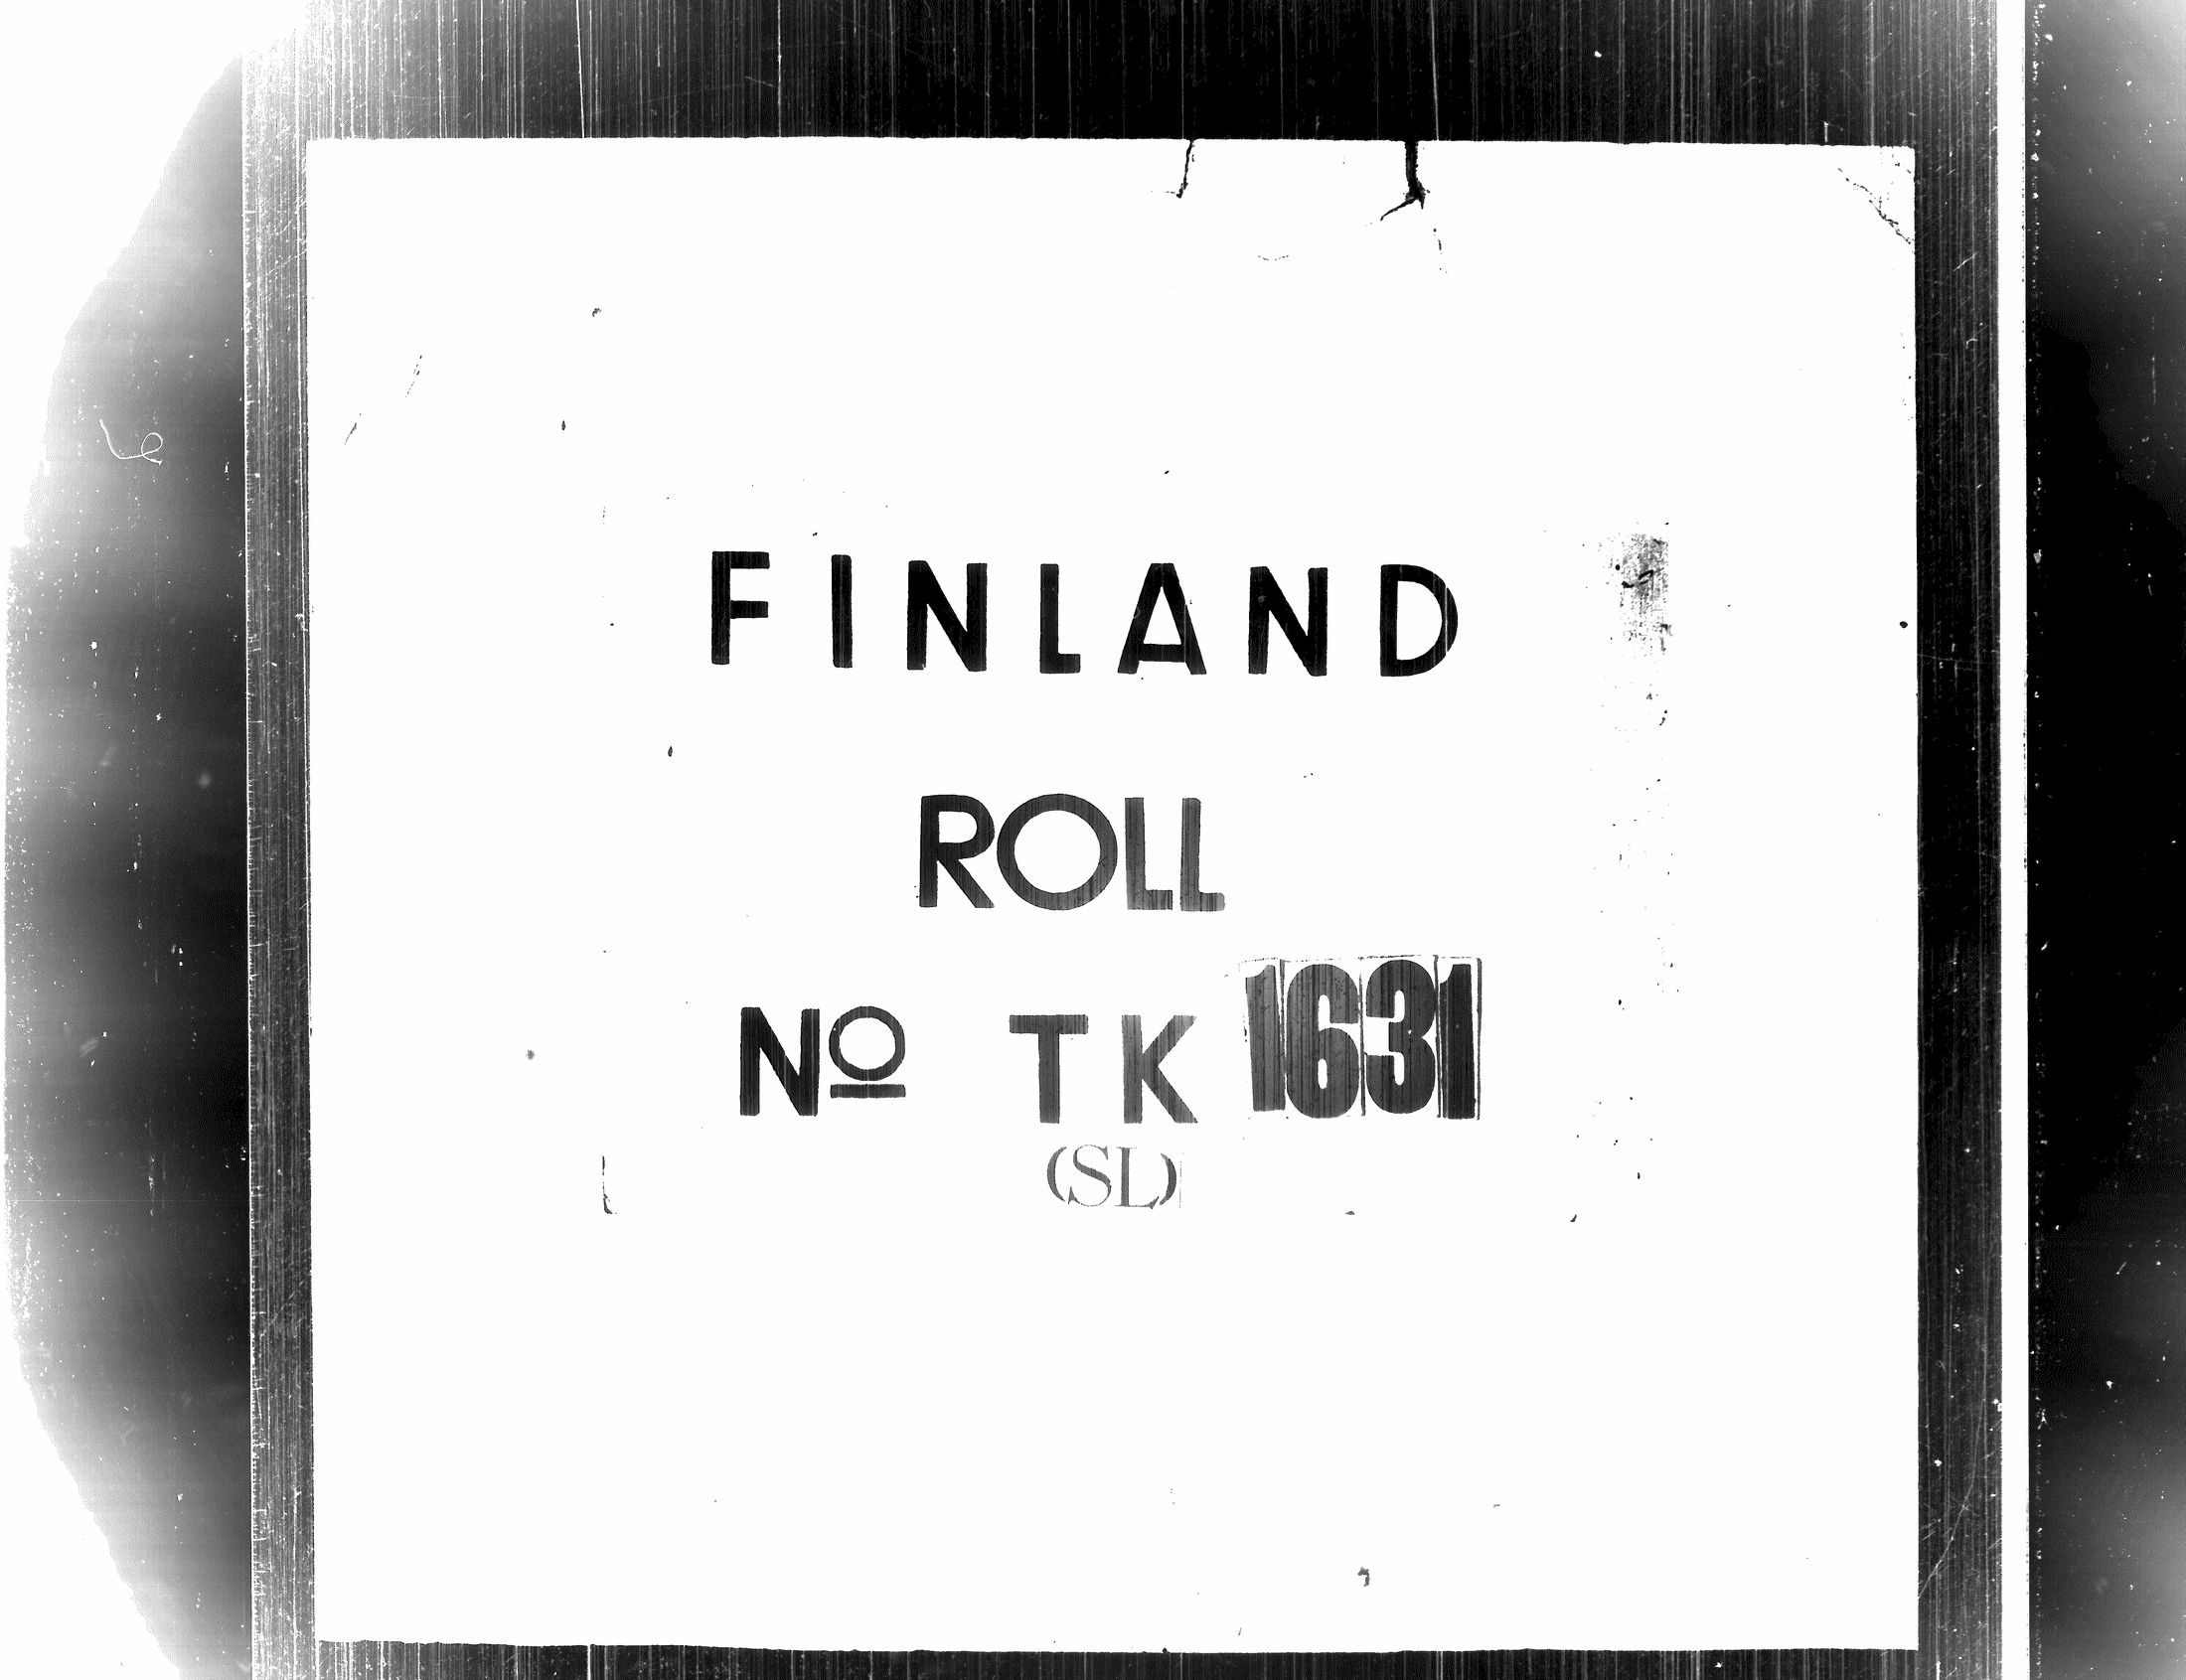 FINLAND
ROLL
Nº TK 1631
(SL)